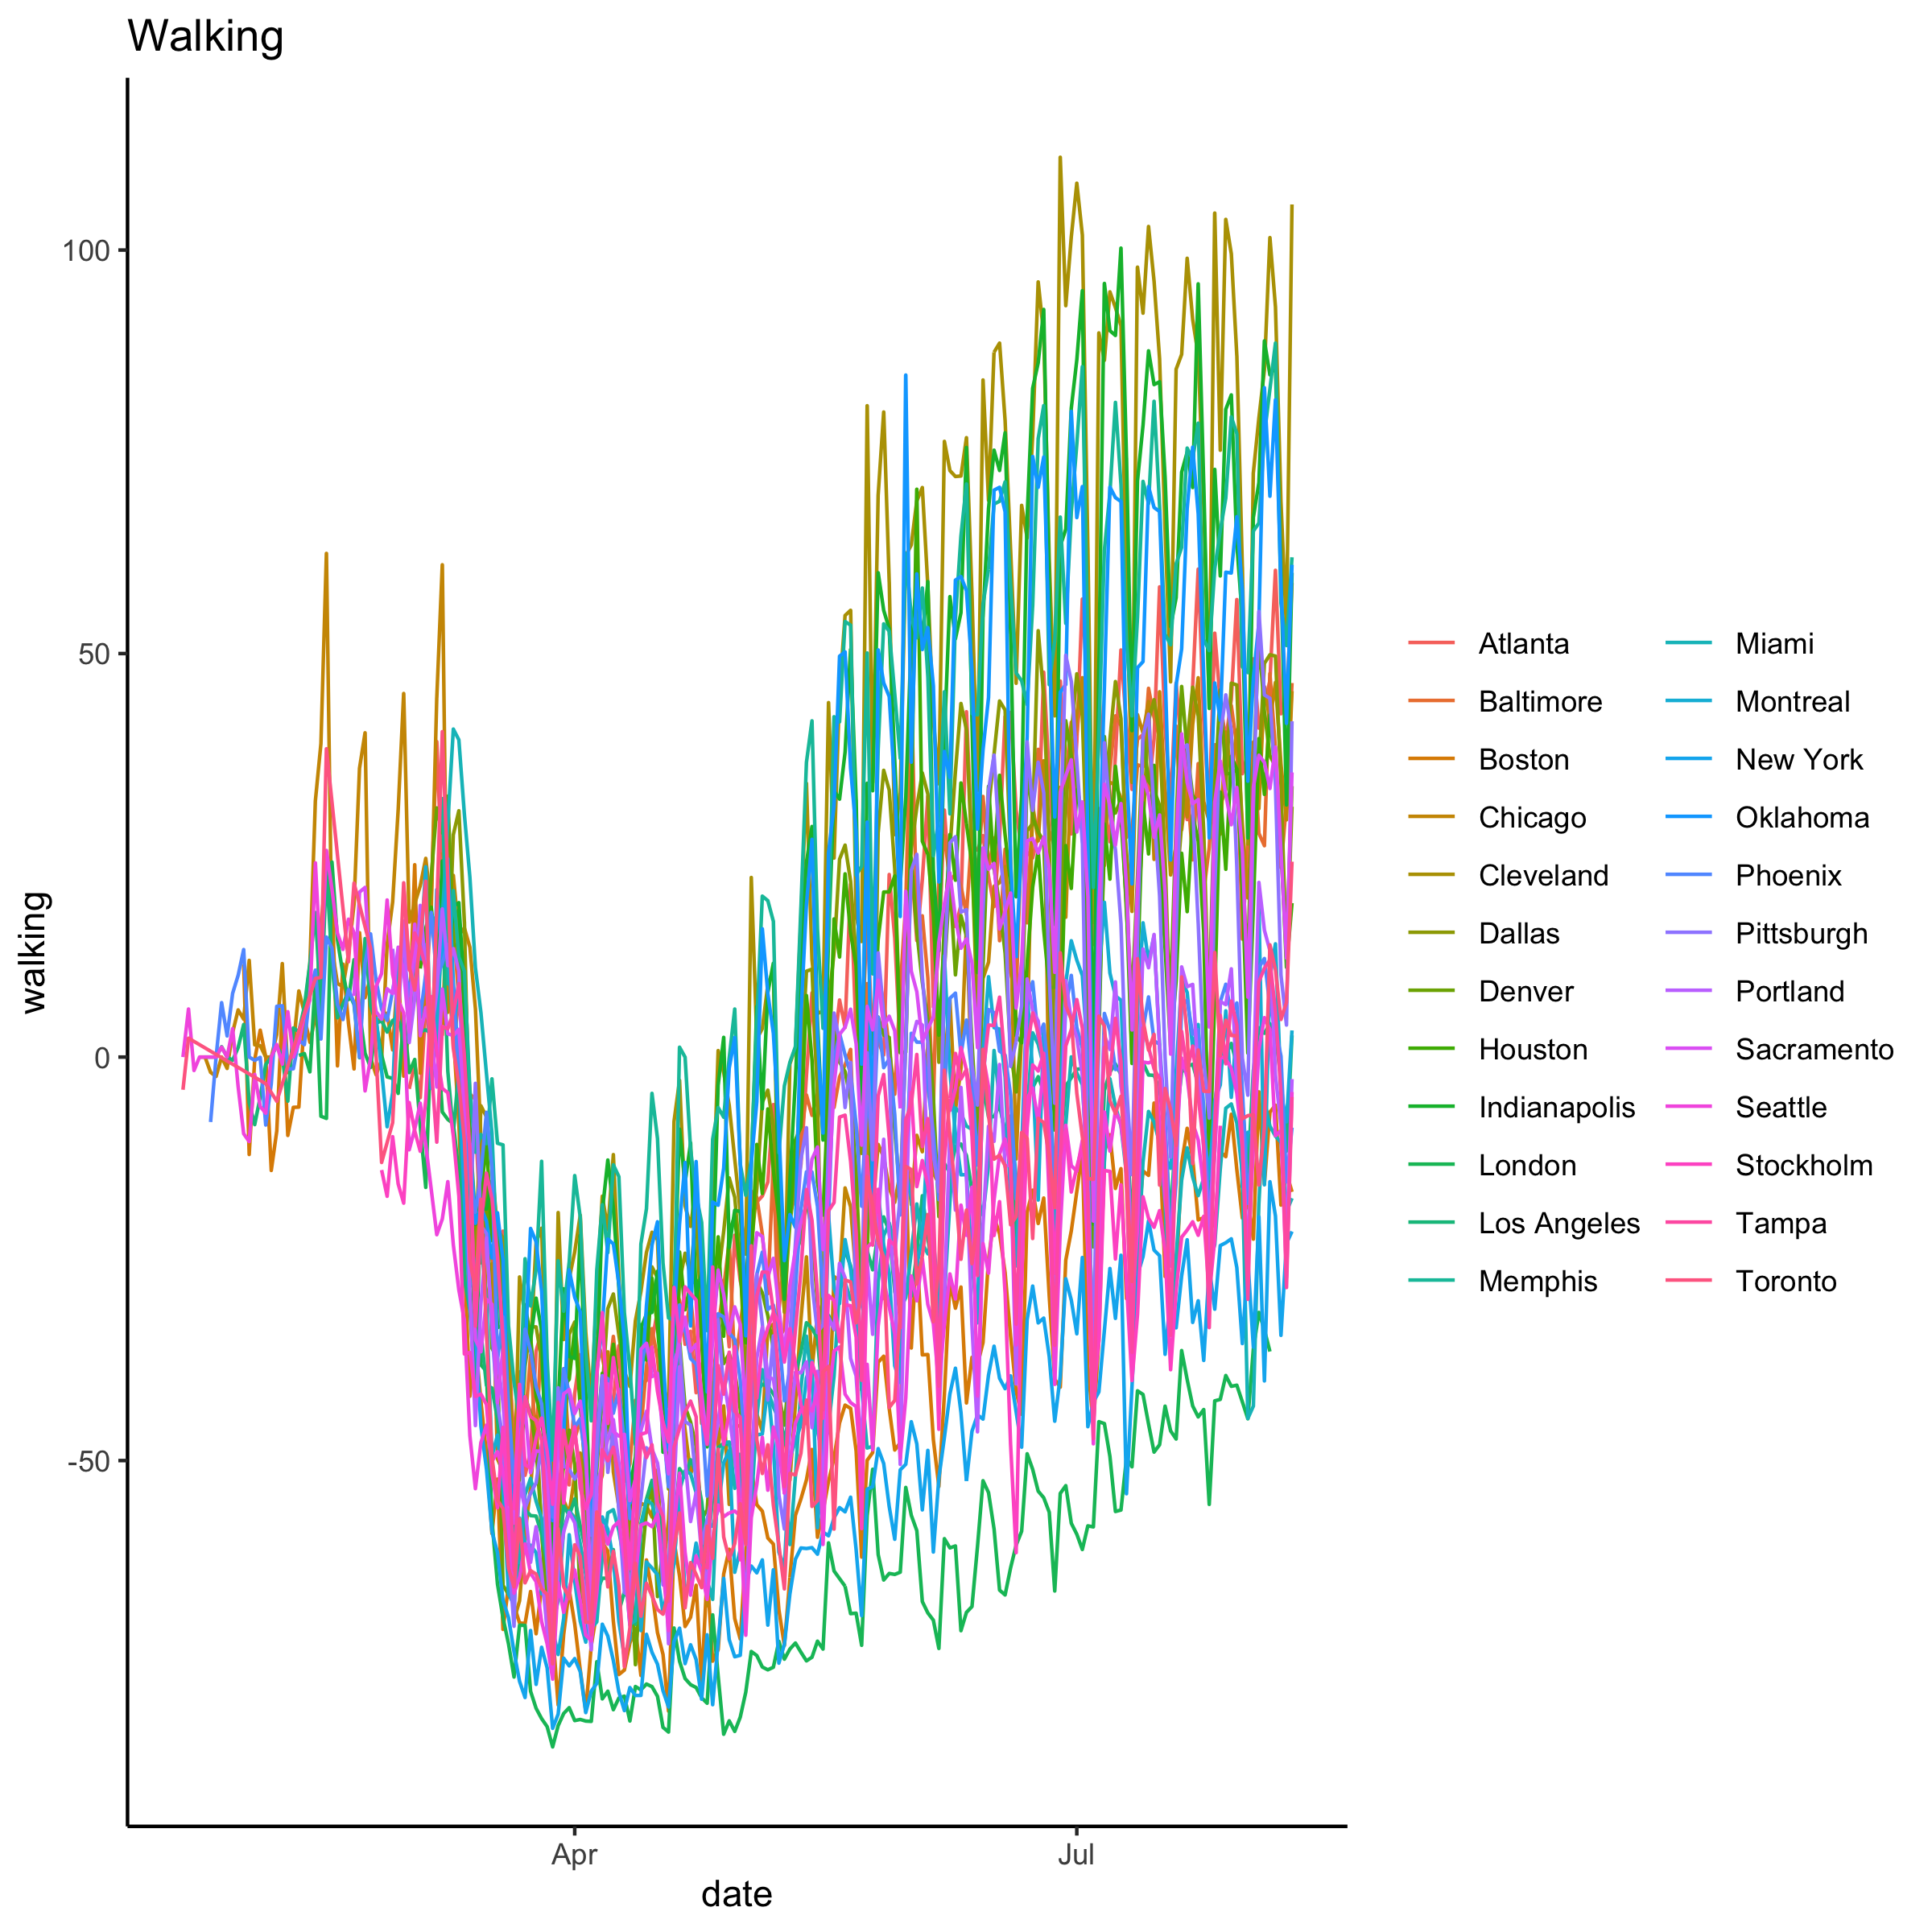 Walking
100
50
0
-50
walking
Apr
Jul
date
Atlanta
Baltimore
Boston
Chicago
Cleveland
Dallas
Denver
Houston
Indianapolis
London
Los Angeles
Memphis
Miami
Montreal
New York
Oklahoma
Phoenix
Pittsburgh
Portland
Sacramento
Seattle
Stockholm
Tampa
Toronto